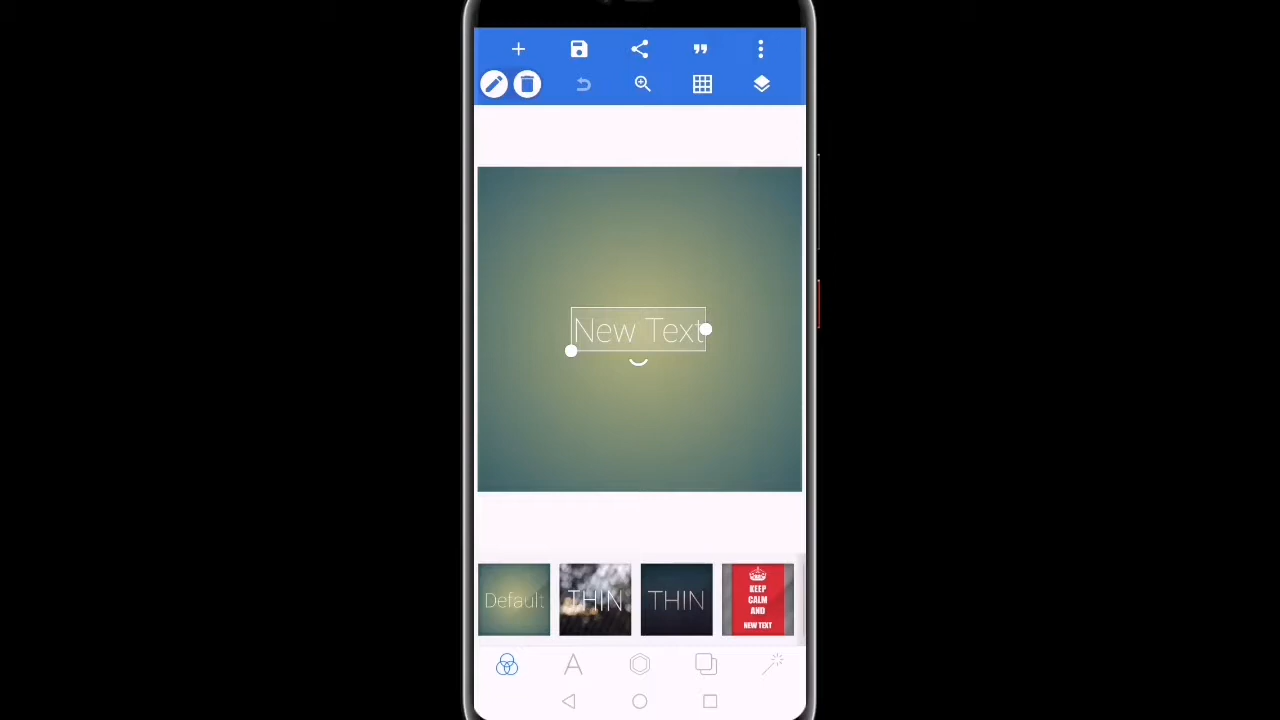 New Text
Default
THIN
THIN
KEEP
CALM
AND
NEW TEXT